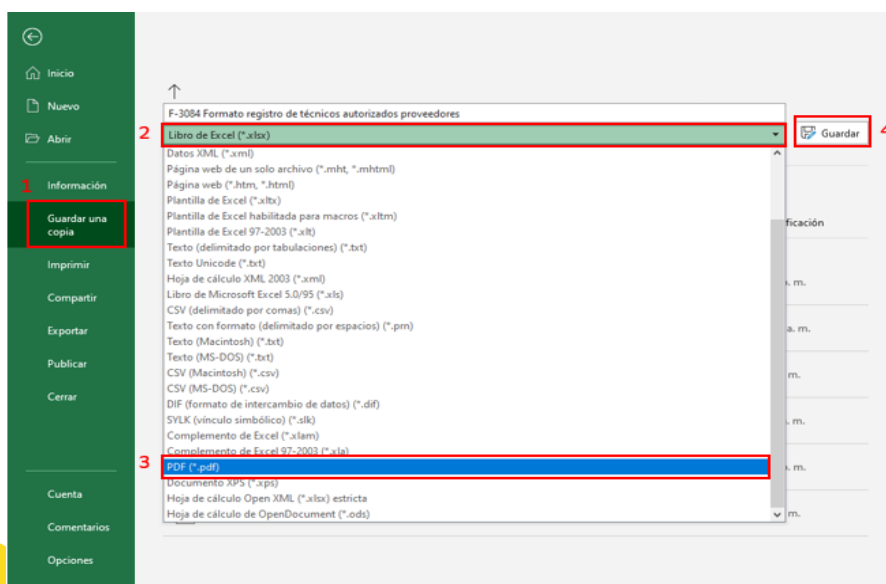 Inicio
Nuevo
Abrir
1 Información
Guardar una
copia
Imprimir
Compartir
Exportar
Publicar
Cerrar
Cuenta
Comentarios
Opciones
F-3084 Formato registro de técnicos autorizados proveedores
2 Libro de Excel (*.xlsx)
4
Guardar
Datos XML (*.xml)
Página web de un solo archivo (*.mht, *.mhtml)
Página web (*.htm, *.html)
Plantilla de Excel (*.xltx)
Plantilla de Excel habilitada para macros (*.xltm)
Plantilla de Excel 97-2003 (*.xlt)
Texto (delimitado por tabulaciones) (*.txt)
Texto Unicode (*.txt)
Hoja de cálculo XML 2003 (*.xml)
Libro de Microsoft Excel 5.0/95 (*.xls)
CSV (delimitado por comas) (*.csv)
Texto con formato (delimitado por espacios) (*.prn)
Texto (Macintosh) (*.txt)
Texto (MS-DOS) (*.txt)
CSV (Macintosh) (*.csv)
CSV (MS-DOS) (*.csv)
DIF (formato de intercambio de datos) (*.dif)
SYLK (vínculo simbólico) (*.slk)
Complemento de Excel (*.xlam)
Complemento de Excel 97-2003 (*.xla)
3 PDF (*.pdf)
Documento XPS (*.xps)
Hoja de cálculo Open XML (*.xlsx) estricta
Hoja de cálculo de OpenDocument (*.ods)
ficación
. m.
a. m.
m.
. m.
. m.
m.